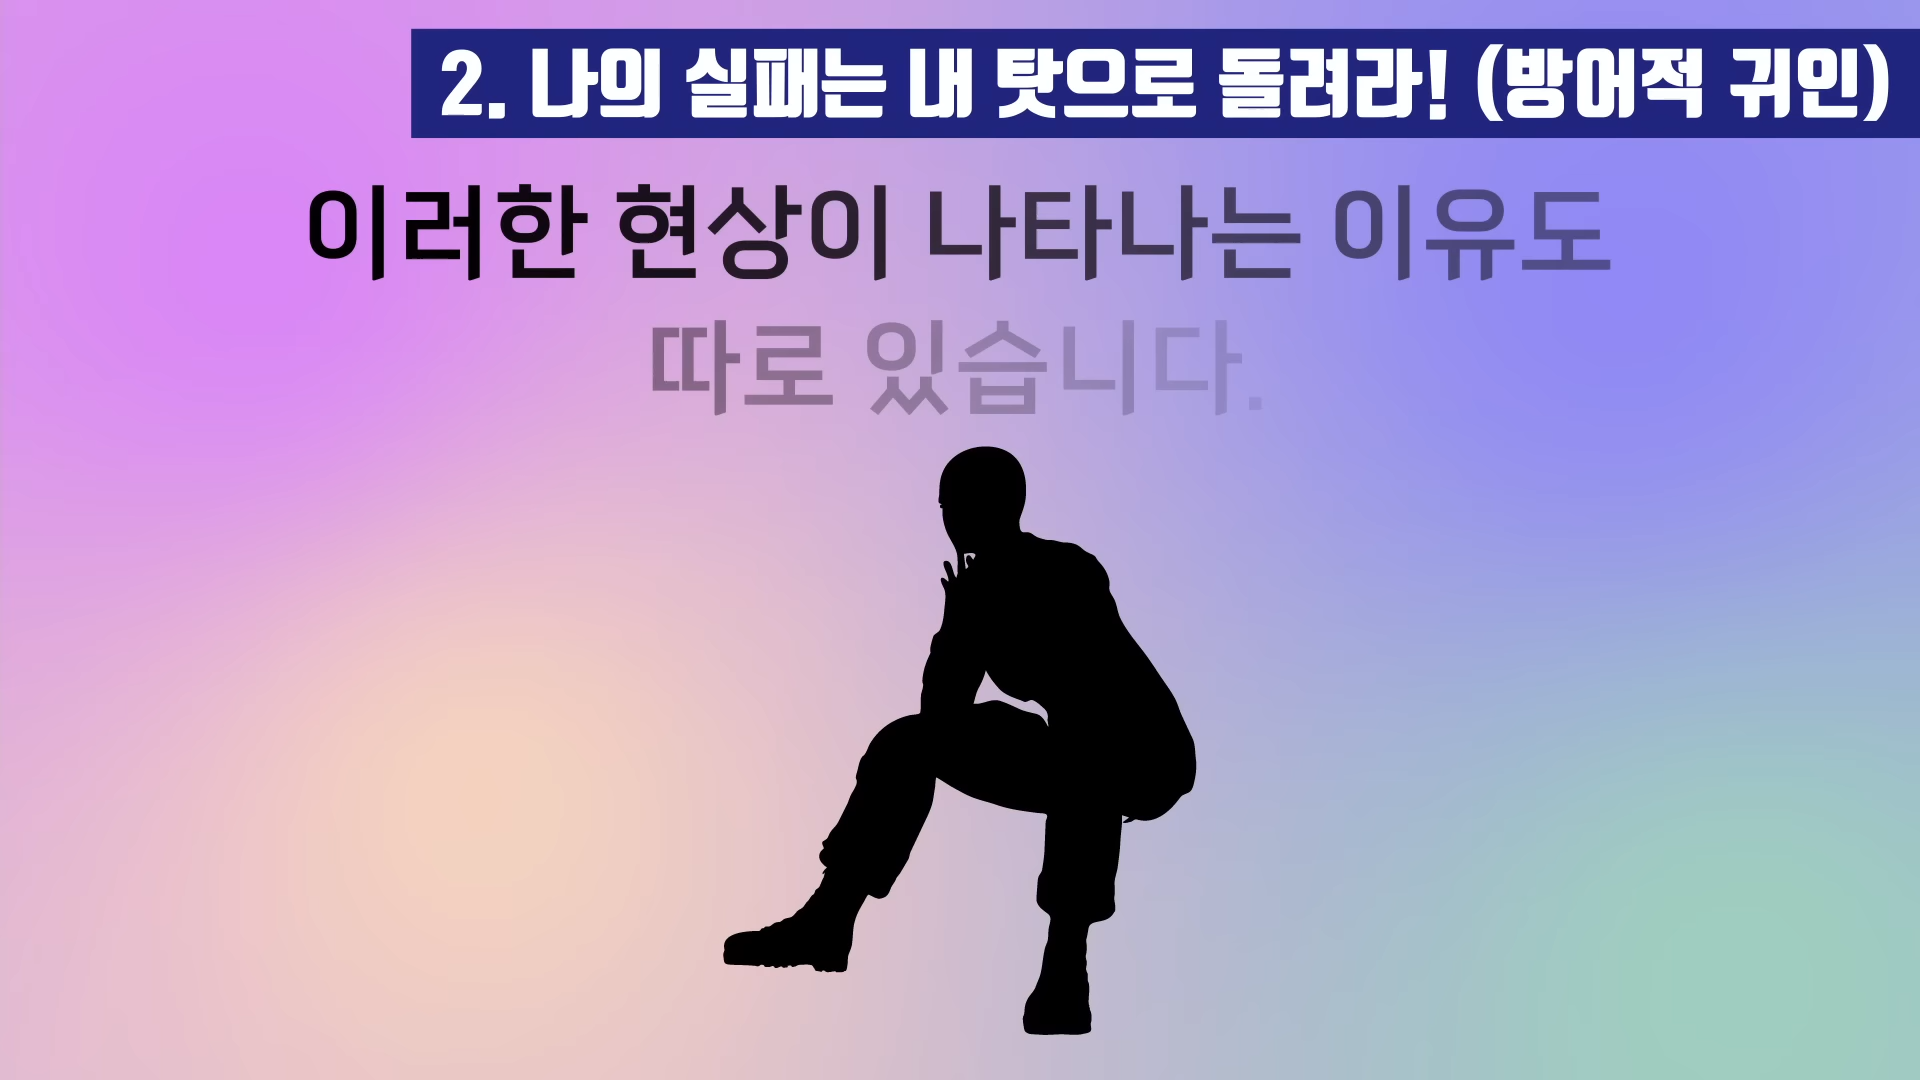 2. 나의 실패는 내 탓으로 돌려라! (방어적 귀인)
이러한 현상이 나타나는 이유도
따로 있습니다.